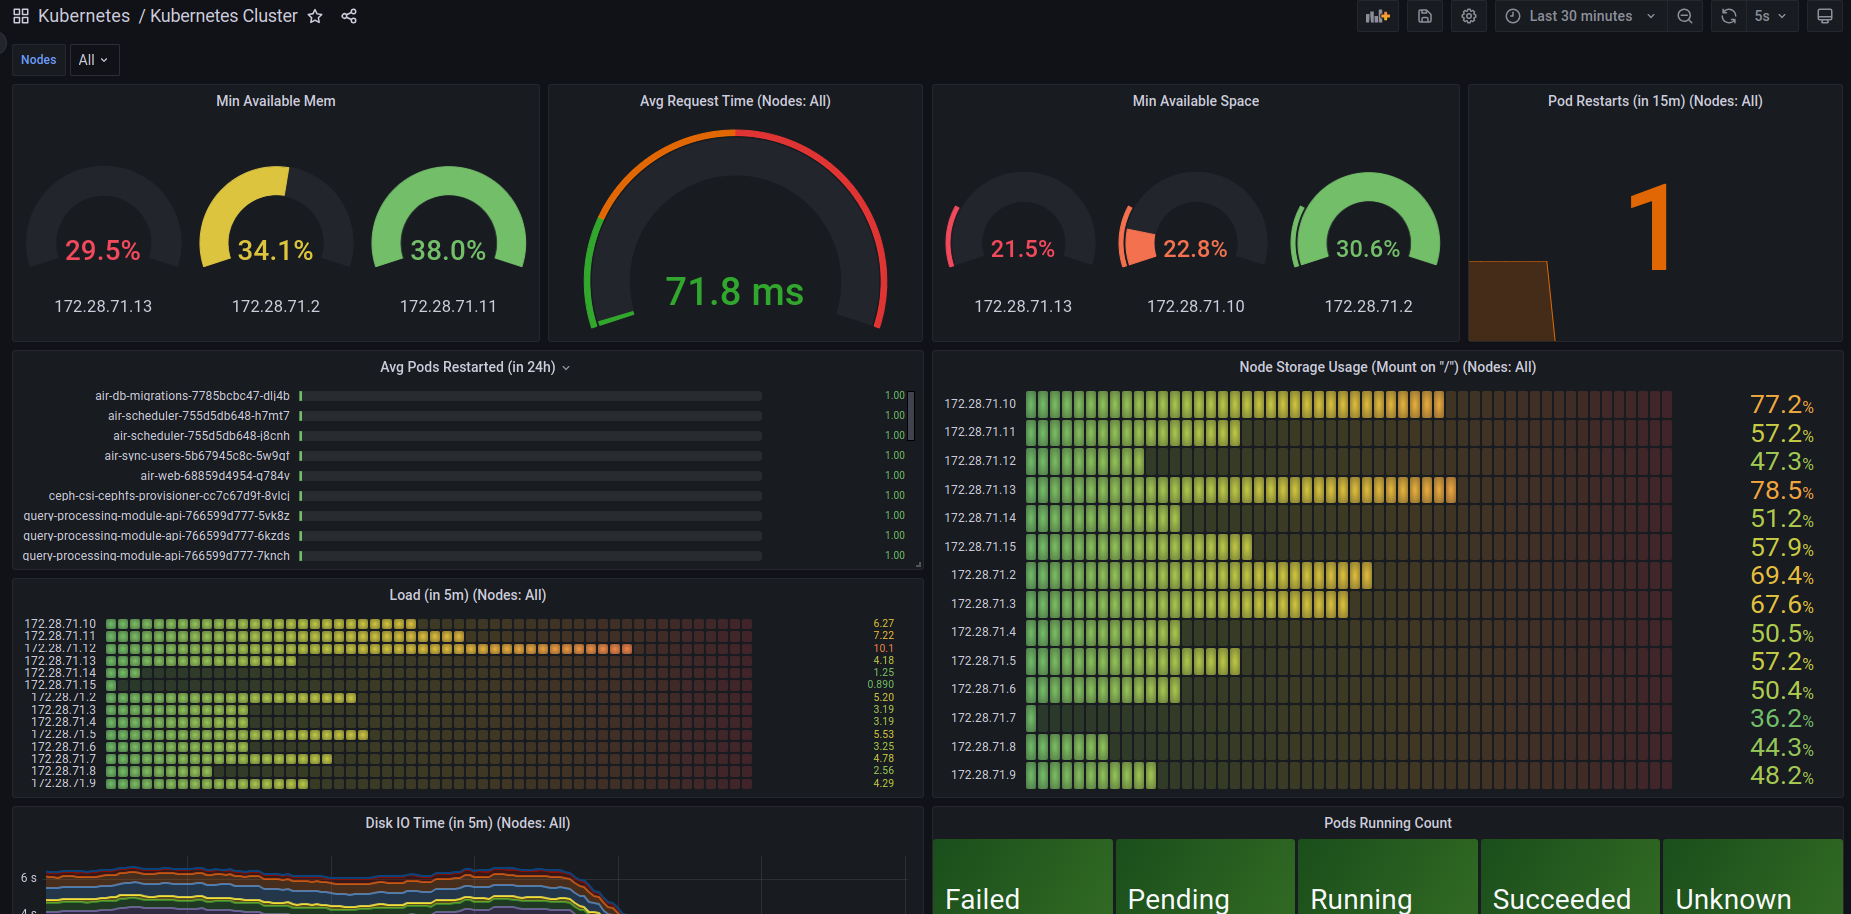 Kubernetes / Kubernetes Cluster
Last 30 minutes
5s
Nodes
All
Min Available Mem
29.5%
34.1%
38.0%
172.28.71.13
172.28.71.2
172.28.71.11
Avg Request Time (Nodes: All)
71.8 ms
Min Available Space
21.5%
22.8%
30.6%
172.28.71.13
172.28.71.10
172.28.71.2
Pod Restarts (in 15m) (Nodes: All)
1
Avg Pods Restarted (in 24h)
air-db-migrations-7785bcbc47-dlj4b 1.00
air-scheduler-755d5db648-h7mt7 1.00
air-scheduler-755d5db648-j8cnh 1.00
air-sync-users-5b67945c8c-5w9qf 1.00
air-web-68859d4954-q784v 1.00
ceph-csi-cephfs-provisioner-cc7c67d9f-8vlcj 1.00
query-processing-module-api-766599d777-5vk8z 1.00
query-processing-module-api-766599d777-6kzds 1.00
query-processing-module-api-766599d777-7knch 1.00
Node Storage Usage (Mount on "/") (Nodes: All)
172.28.71.10 77.2%
172.28.71.11 57.2%
172.28.71.12 47.3%
172.28.71.13 78.5%
172.28.71.14 51.2%
172.28.71.15 57.9%
172.28.71.2 69.4%
172.28.71.3 67.6%
172.28.71.4 50.5%
172.28.71.5 57.2%
172.28.71.6 50.4%
172.28.71.7 36.2%
172.28.71.8 44.3%
172.28.71.9 48.2%
Load (in 5m) (Nodes: All)
172.28.71.10 6.27
172.28.71.11 7.22
172.28.71.12 10.1
172.28.71.13 4.18
172.28.71.14 1.25
172.28.71.15 0.890
172.28.71.2 5.20
172.28.71.3 3.19
172.28.71.4 3.19
172.28.71.5 5.53
172.28.71.6 3.25
172.28.71.7 4.78
172.28.71.8 2.56
172.28.71.9 4.29
Disk IO Time (in 5m) (Nodes: All)
6 s
4 s
Pods Running Count
Failed
Pending
Running
Succeeded
Unknown